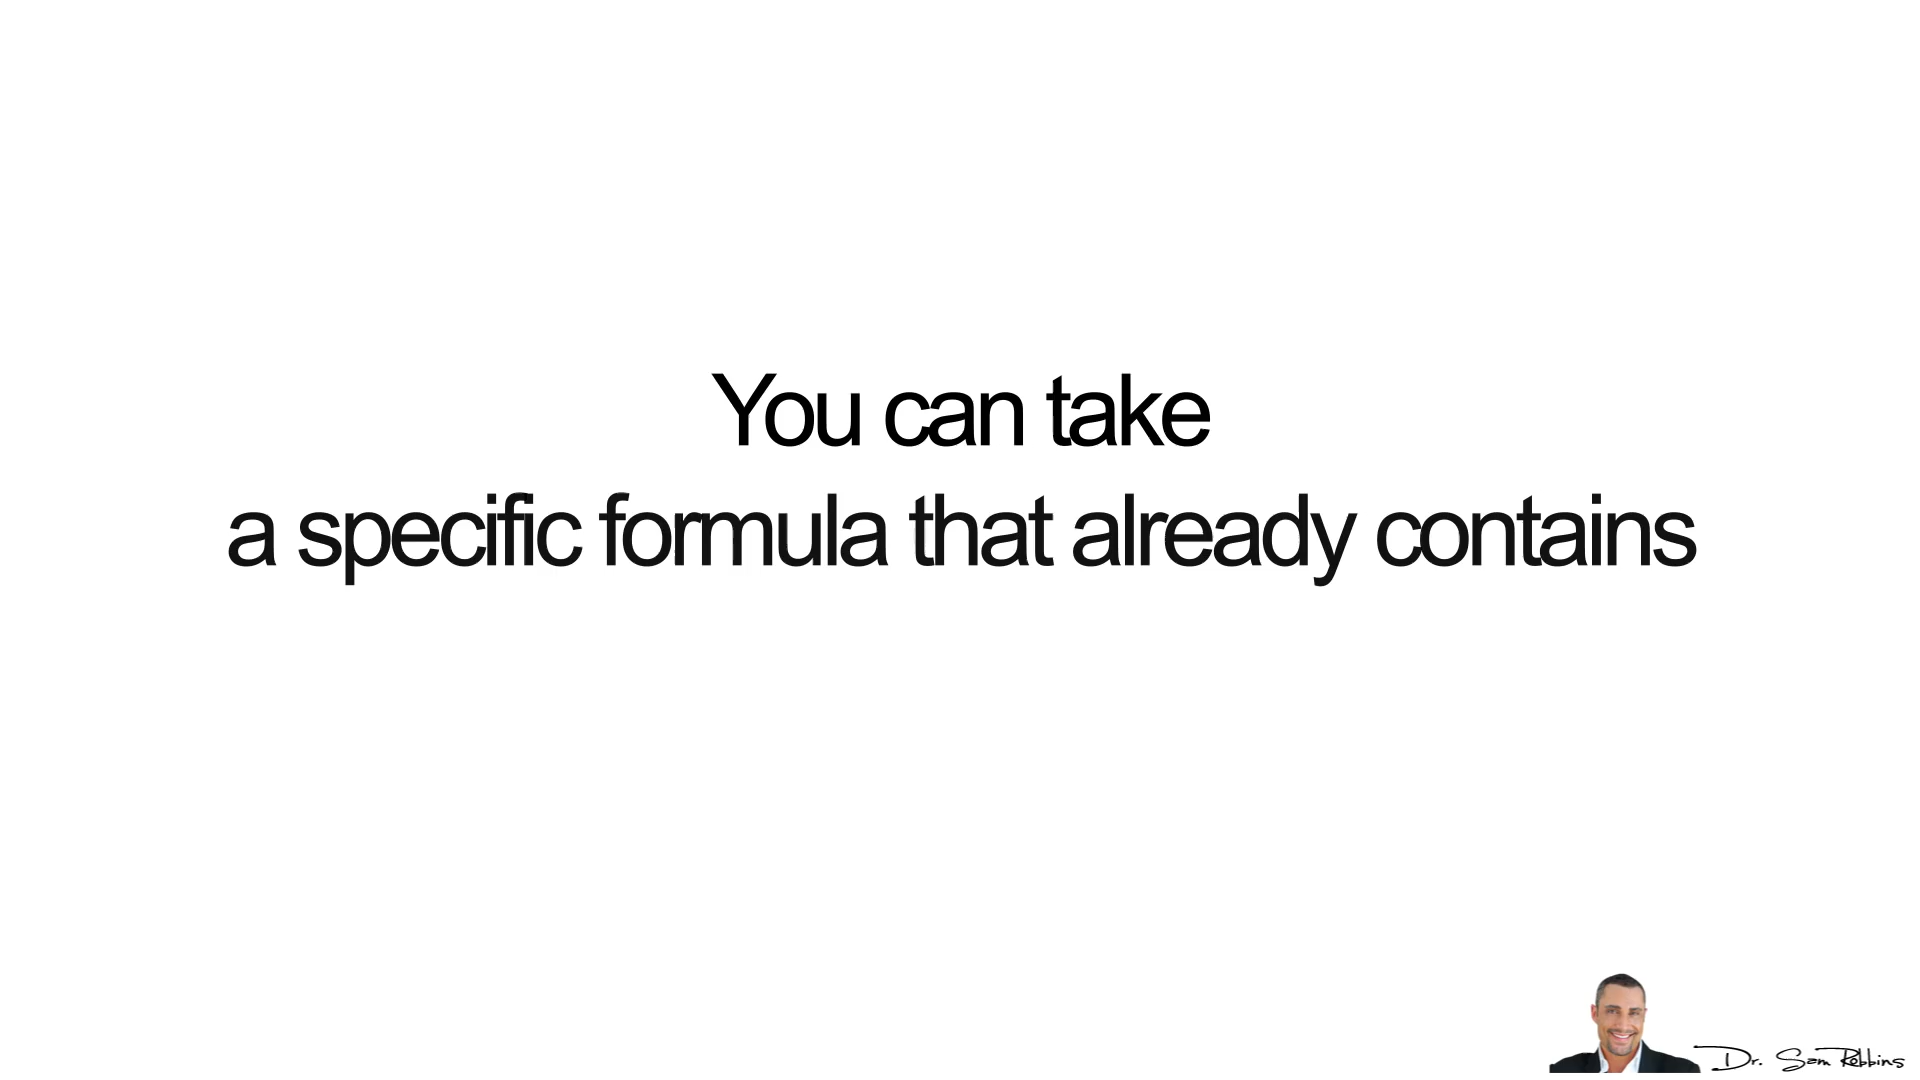 You can take
a specific formula that already contains
Dr. Sam Robbins